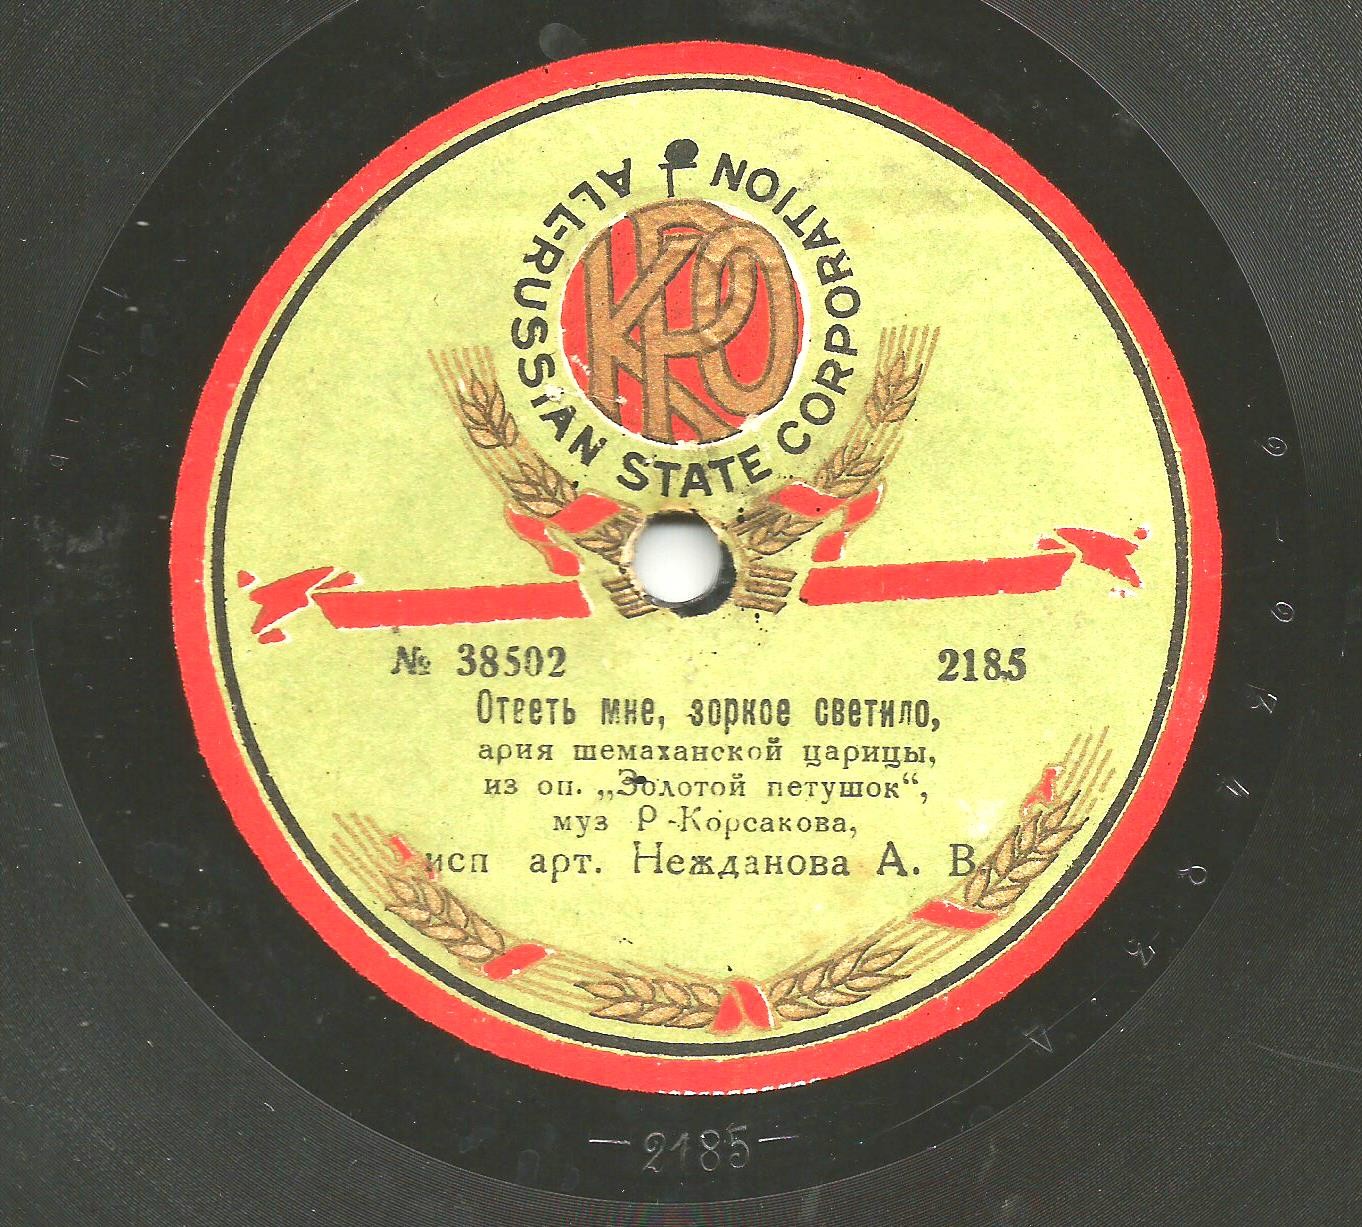 ALL-RUSSIAN STATE CORPORATION
КРО
№ 38502 2185
Ответь мне, зоркое светило,
ария шемаханской царицы,
из оп. „Золотой петушок“,
муз Р-Корсакова,
исп арт. Нежданова А. В.
—2185—